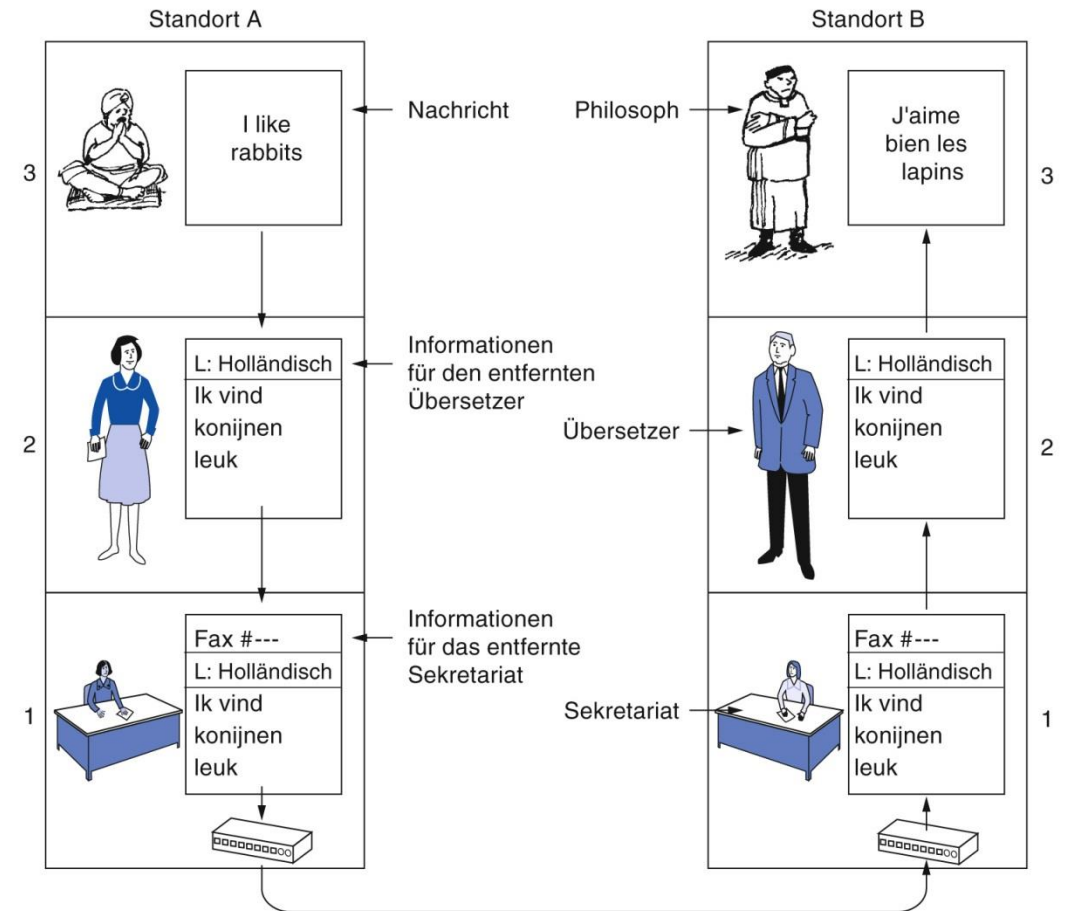 Standort A
Standort B
3
I like
rabbits
Nachricht
Philosoph
J'aime
bien les
lapins
3
2
L: Holländisch
Ik vind
konijnen
leuk
Informationen
für den entfernten
Übersetzer
Übersetzer
L: Holländisch
Ik vind
konijnen
leuk
2
1
Fax #---
L: Holländisch
Ik vind
konijnen
leuk
Informationen
für das entfernte
Sekretariat
Sekretariat
Fax #---
L: Holländisch
Ik vind
konijnen
leuk
1